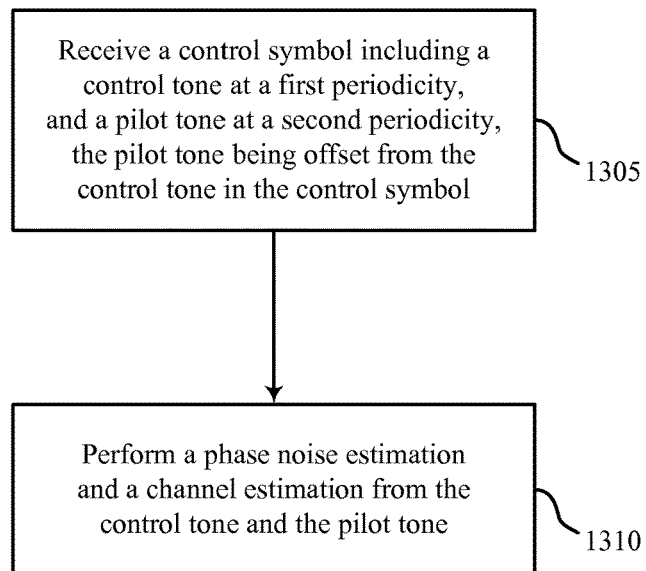 Receive a control symbol including a
control tone at a first periodicity,
and a pilot tone at a second periodicity,
the pilot tone being offset from the
control tone in the control symbol
1305
Perform a phase noise estimation
and a channel estimation from the
control tone and the pilot tone
1310